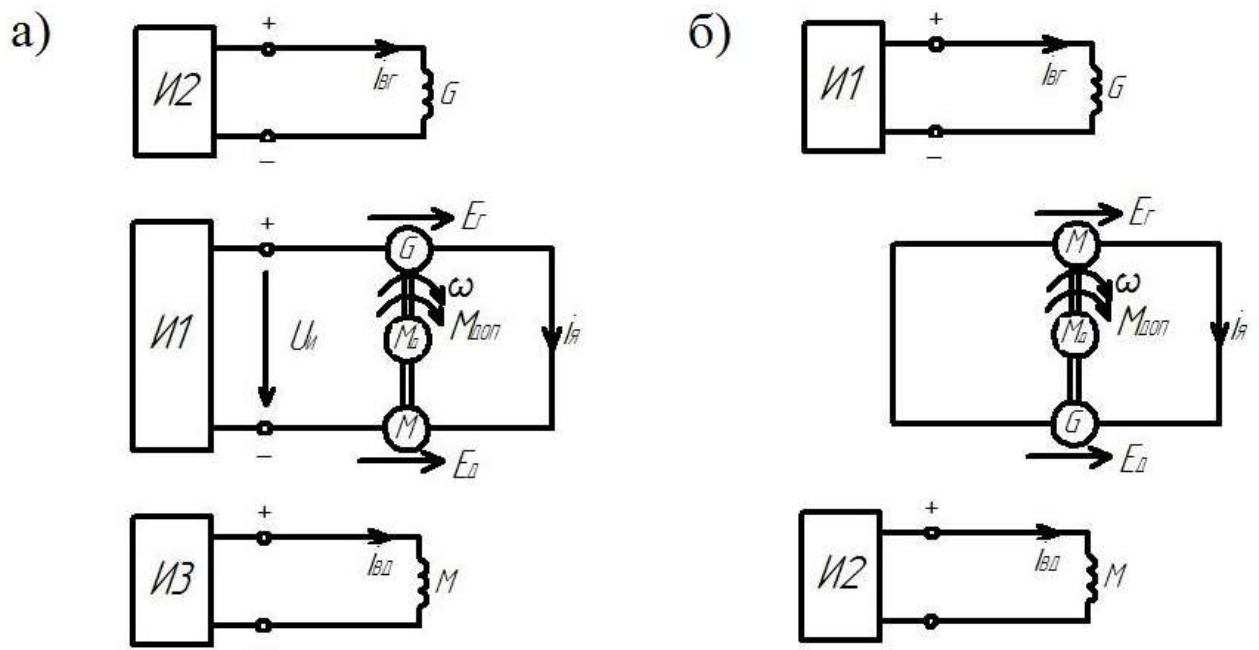 а)
+
И2
iвг
G
–
+
Eг
G
ω
И1
Uи
Mдоп
MД
iя
M
–
Eд
+
И3
iвд
M
б)
+
И1
iвг
G
–
Eг
M
ω
Mдоп
MД
iя
G
Eд
+
И2
iвд
M